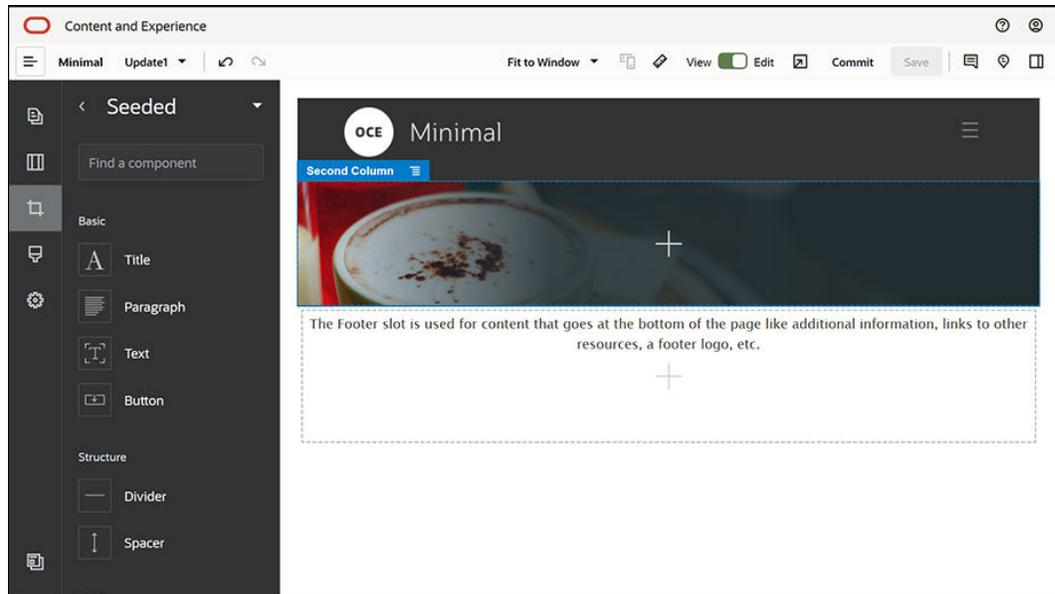 Content and Experience
Minimal Update1 Fit to Window View Edit Commit Save
Seeded
Find a component
Basic
A Title
Paragraph
T Text
Button
Structure
Divider
Spacer
OCE Minimal
Second Column
The Footer slot is used for content that goes at the bottom of the page like additional information, links to other
resources, a footer logo, etc.